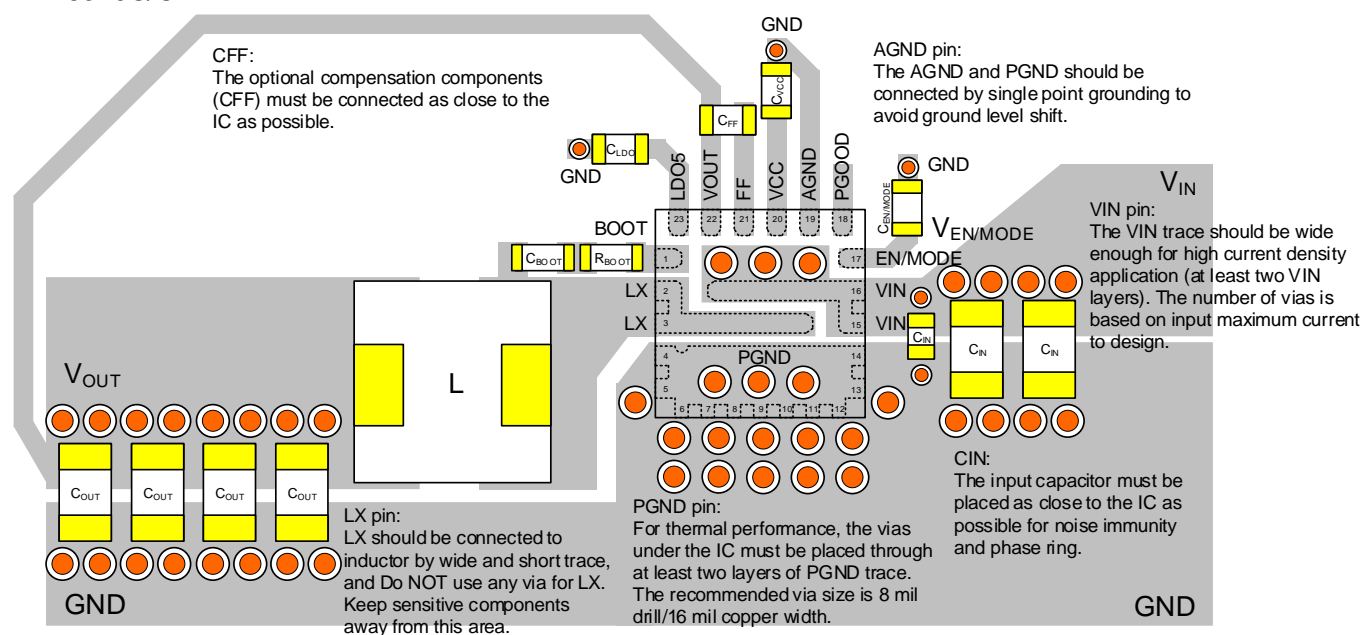 GND
CFF:
The optional compensation components
(CFF) must be connected as close to the
IC as possible.
AGND pin:
The AGND and PGND should be
connected by single point grounding to
avoid ground level shift.
CVCC
CFF
CLDO
GND
GND
CEN/MODE
LDO5
VOUT
FF
VCC
AGND
PGOOD
VIN
VIN pin:
The VIN trace should be wide
enough for high current density
application (at least two VIN
layers). The number of vias is
based on input maximum current
to design.
23
22
21
20
19
18
BOOT
VEN/MODE
CBOOT
RBOOT
1
17
EN/MODE
LX
2
16
VIN
LX
3
15
VIN
CIN
CIN
CIN
4
PGND
14
5
13
6
7
8
9
10
11
12
VOUT
L
COUT
COUT
COUT
COUT
CIN:
The input capacitor must be
placed as close to the IC as
possible for noise immunity
and phase ring.
LX pin:
LX should be connected to
inductor by wide and short trace,
and Do NOT use any via for LX.
Keep sensitive components
away from this area.
PGND pin:
For thermal performance, the vias
under the IC must be placed through
at least two layers of PGND trace.
The recommended via size is 8 mil
drill/16 mil copper width.
GND
GND